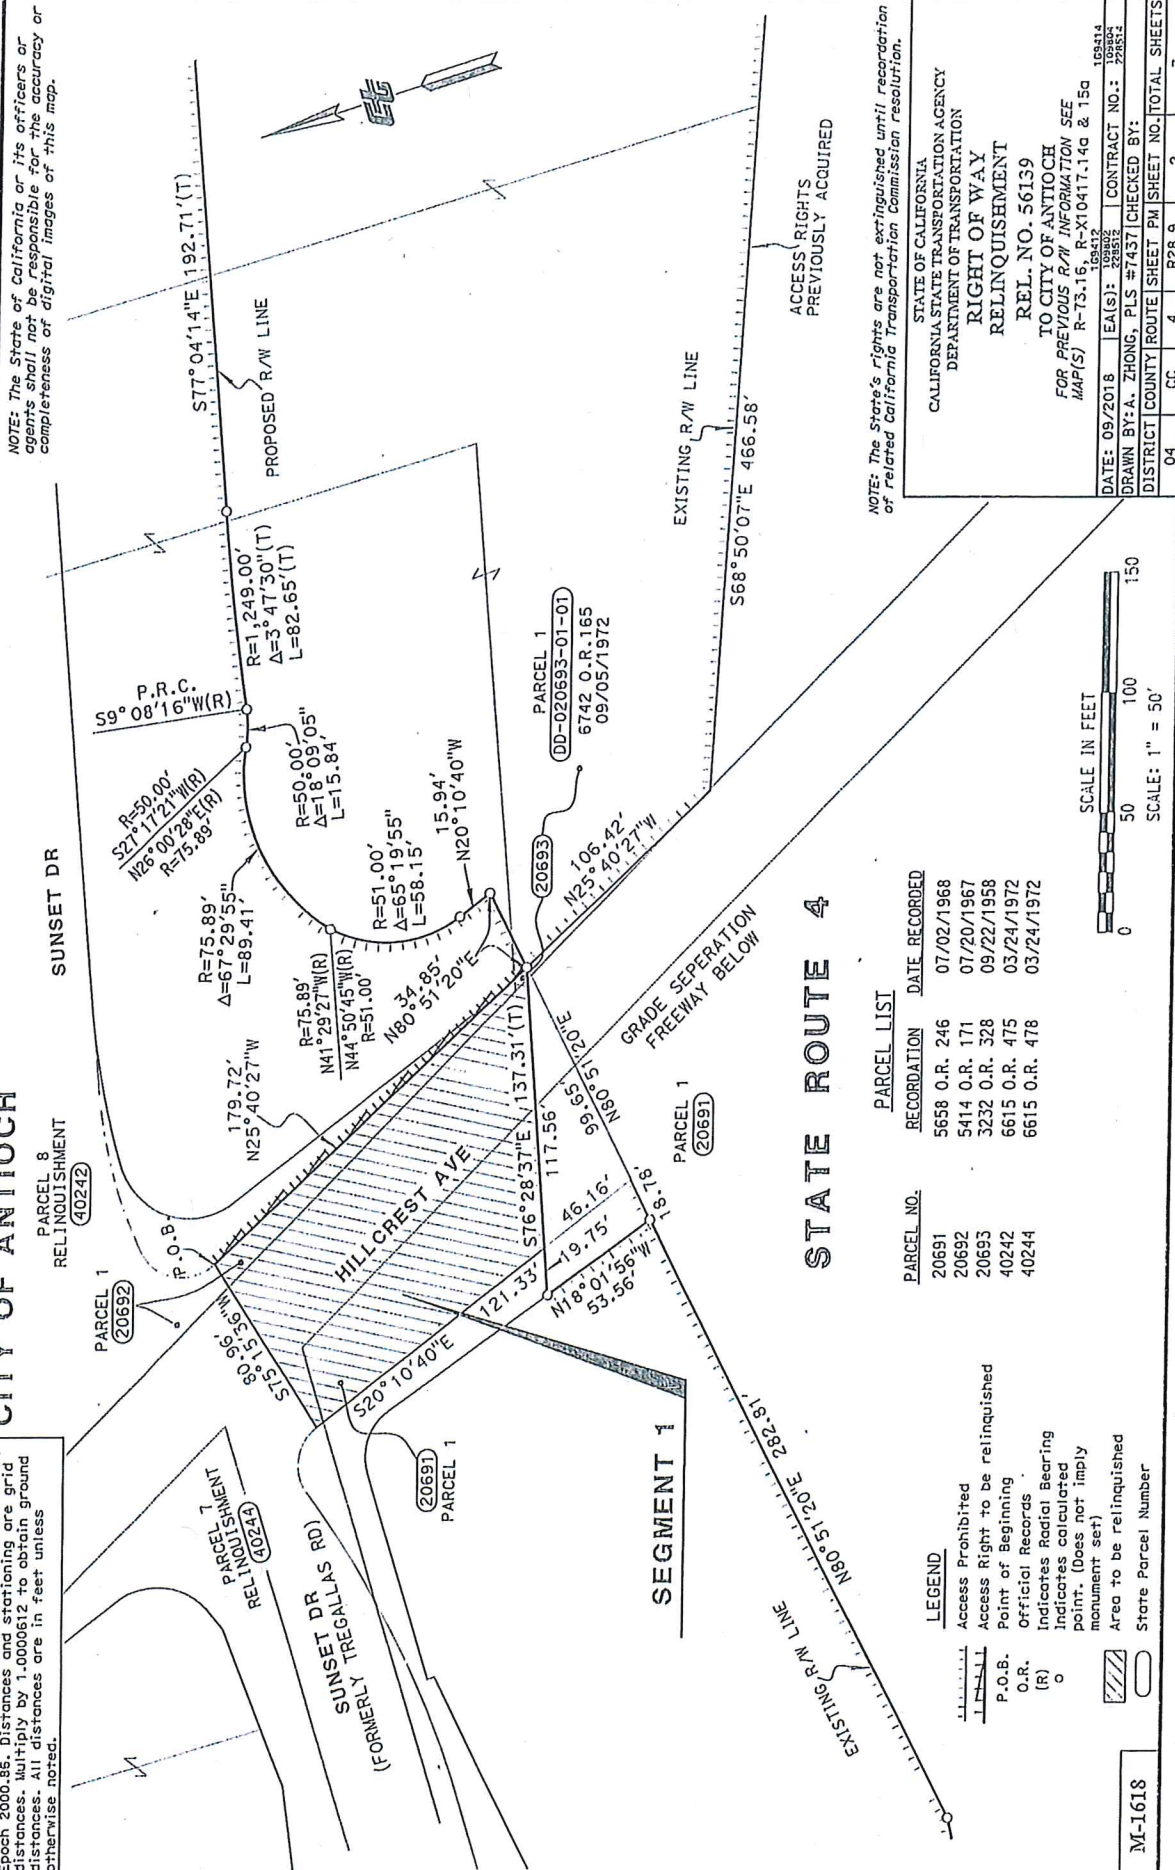 Epoch 2000.85. Distances and stationing are grid
distances. Multiply by 1.0000612 to obtain ground
distances. All distances are in feet unless
otherwise noted.
CITY OF ANTIOCH
NOTE: The State of California or its officers or
agents shall not be responsible for the accuracy or
completeness of digital images of this map.
PARCEL 8
RELINQUISHMENT
40242
SUNSET DR
PARCEL 1
20692
P.O.B.
PARCEL 7
RELINQUISHMENT
40244
SUNSET DR
(FORMERLY TREGALLAS RD)
20691
PARCEL 1
80.96'
S75°15'36"W
179.72'
N25°40'27"W
HILLCREST AVE
S20°10'40"E
121.33'
46.16'
19.75'
S76°28'37"E 137.31'(T)
117.56'
N18°01'56"W
53.56'
18.78'
99.65'
N80°51'20"E
34.85'
N80°51'20"E
R=75.89'
N41°29'27"W(R)
N44°50'45"W(R)
R=51.00'
R=75.89'
Δ=67°29'55"
L=89.41'
R=50.00'
S27°17'21"W(R)
N26°00'28"E(R)
R=75.89'
P.R.C.
S9°08'16"W(R)
R=50.00'
Δ=18°09'05"
L=15.84'
R=51.00'
Δ=65°19'55"
L=58.15'
15.94'
N20°10'40"W
R=1,249.00'
Δ=3°47'30"(T)
L=82.65'(T)
S77°04'14"E 192.71'(T)
PROPOSED R/W LINE
Ct
PARCEL 1
DD-020693-01-01
6742 O.R.165
09/05/1972
20693
106.42'
N25°40'27"W
GRADE SEPERATION
FREEWAY BELOW
EXISTING R/W LINE
S68°50'07"E 466.58'
ACCESS RIGHTS
PREVIOUSLY ACQUIRED
PARCEL 1
20691
SEGMENT 1
N80°51'20"E 282.81'
EXISTING R/W LINE
STATE ROUTE 4
PARCEL LIST
PARCEL NO. RECORDATION DATE RECORDED
20691 5658 O.R. 246 07/02/1968
20692 5414 O.R. 171 07/20/1967
20693 3232 O.R. 328 09/22/1958
40242 6615 O.R. 475 03/24/1972
40244 6615 O.R. 478 03/24/1972
LEGEND
Access Prohibited
Access Right to be relinquished
P.O.B. Point of Beginning
O.R. Official Records
(R) Indicates Radial Bearing
o Indicates calculated
point. (Does not imply
monument set)
Area to be relinquished
State Parcel Number
M-1618
SCALE IN FEET
0 50 100 150
SCALE: 1" = 50'
NOTE: The State's rights are not extinguished until recordation
of related California Transportation Commission resolution.
STATE OF CALIFORNIA
CALIFORNIA STATE TRANSPORTATION AGENCY
DEPARTMENT OF TRANSPORTATION
RIGHT OF WAY
RELINQUISHMENT
REL. NO. 56139
TO CITY OF ANTIOCH
FOR PREVIOUS R/W INFORMATION SEE
MAP(S) R-73.16, R-X10417.14a & 15a
DATE: 09/2018 EA(s): 1G9412 CONTRACT NO.: 1G9414
DRAWN BY: A. ZHONG, PLS #7437 CHECKED BY:
DISTRICT COUNTY ROUTE SHEET PM SHEET NO. TOTAL SHEETS
04 CC 4